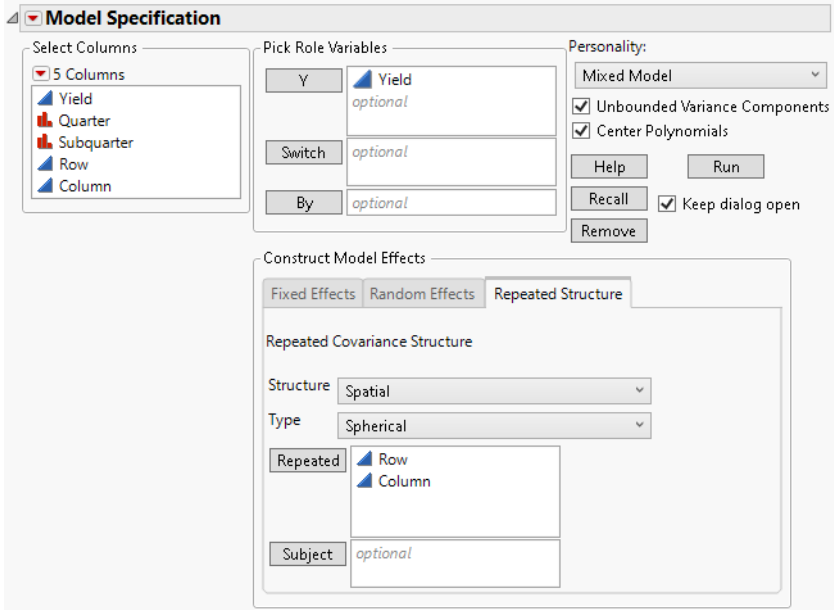 Model Specification
Select Columns
5 Columns
Yield
Quarter
Subquarter
Row
Column
Pick Role Variables
Y
Yield
optional
Switch
optional
By
optional
Personality:
Mixed Model
Unbounded Variance Components
Center Polynomials
Help
Run
Recall
Keep dialog open
Remove
Construct Model Effects
Fixed Effects
Random Effects
Repeated Structure
Repeated Covariance Structure
Structure
Spatial
Type
Spherical
Repeated
Row
Column
Subject
optional